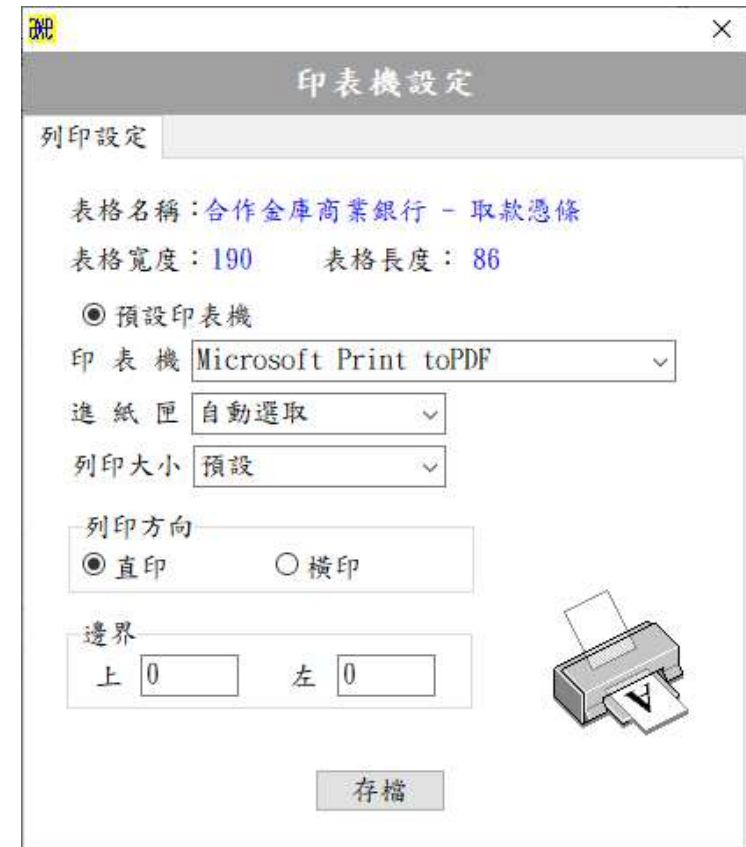 印表機設定
列印設定
表格名稱：合作金庫商業銀行 - 取款憑條
表格寬度：190 表格長度： 86
預設印表機
印 表 機 Microsoft Print toPDF
進 紙 匣 自動選取
列印大小 預設
列印方向
直印 橫印
邊界
上 0 左 0
A
存檔